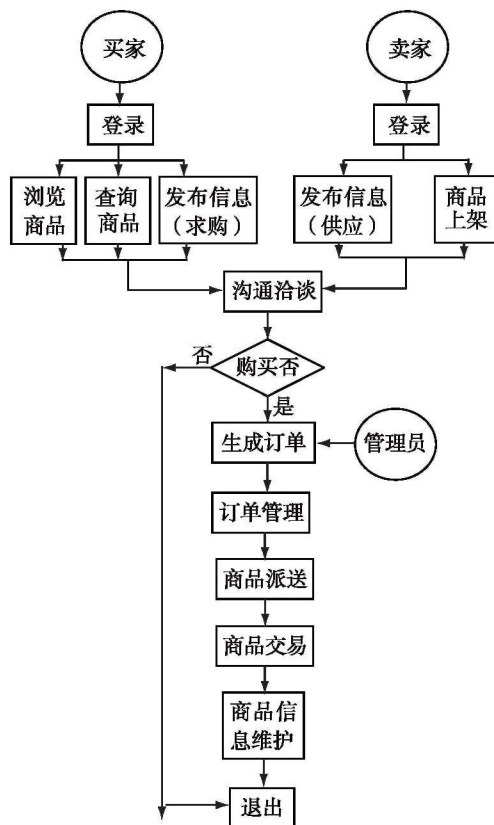 买家
卖家
登录
登录
浏览
商品
查询
商品
发布信息
（求购）
发布信息
（供应）
商品
上架
沟通洽谈
否
购买否
是
生成订单
管理员
订单管理
商品派送
商品交易
商品信
息维护
退出